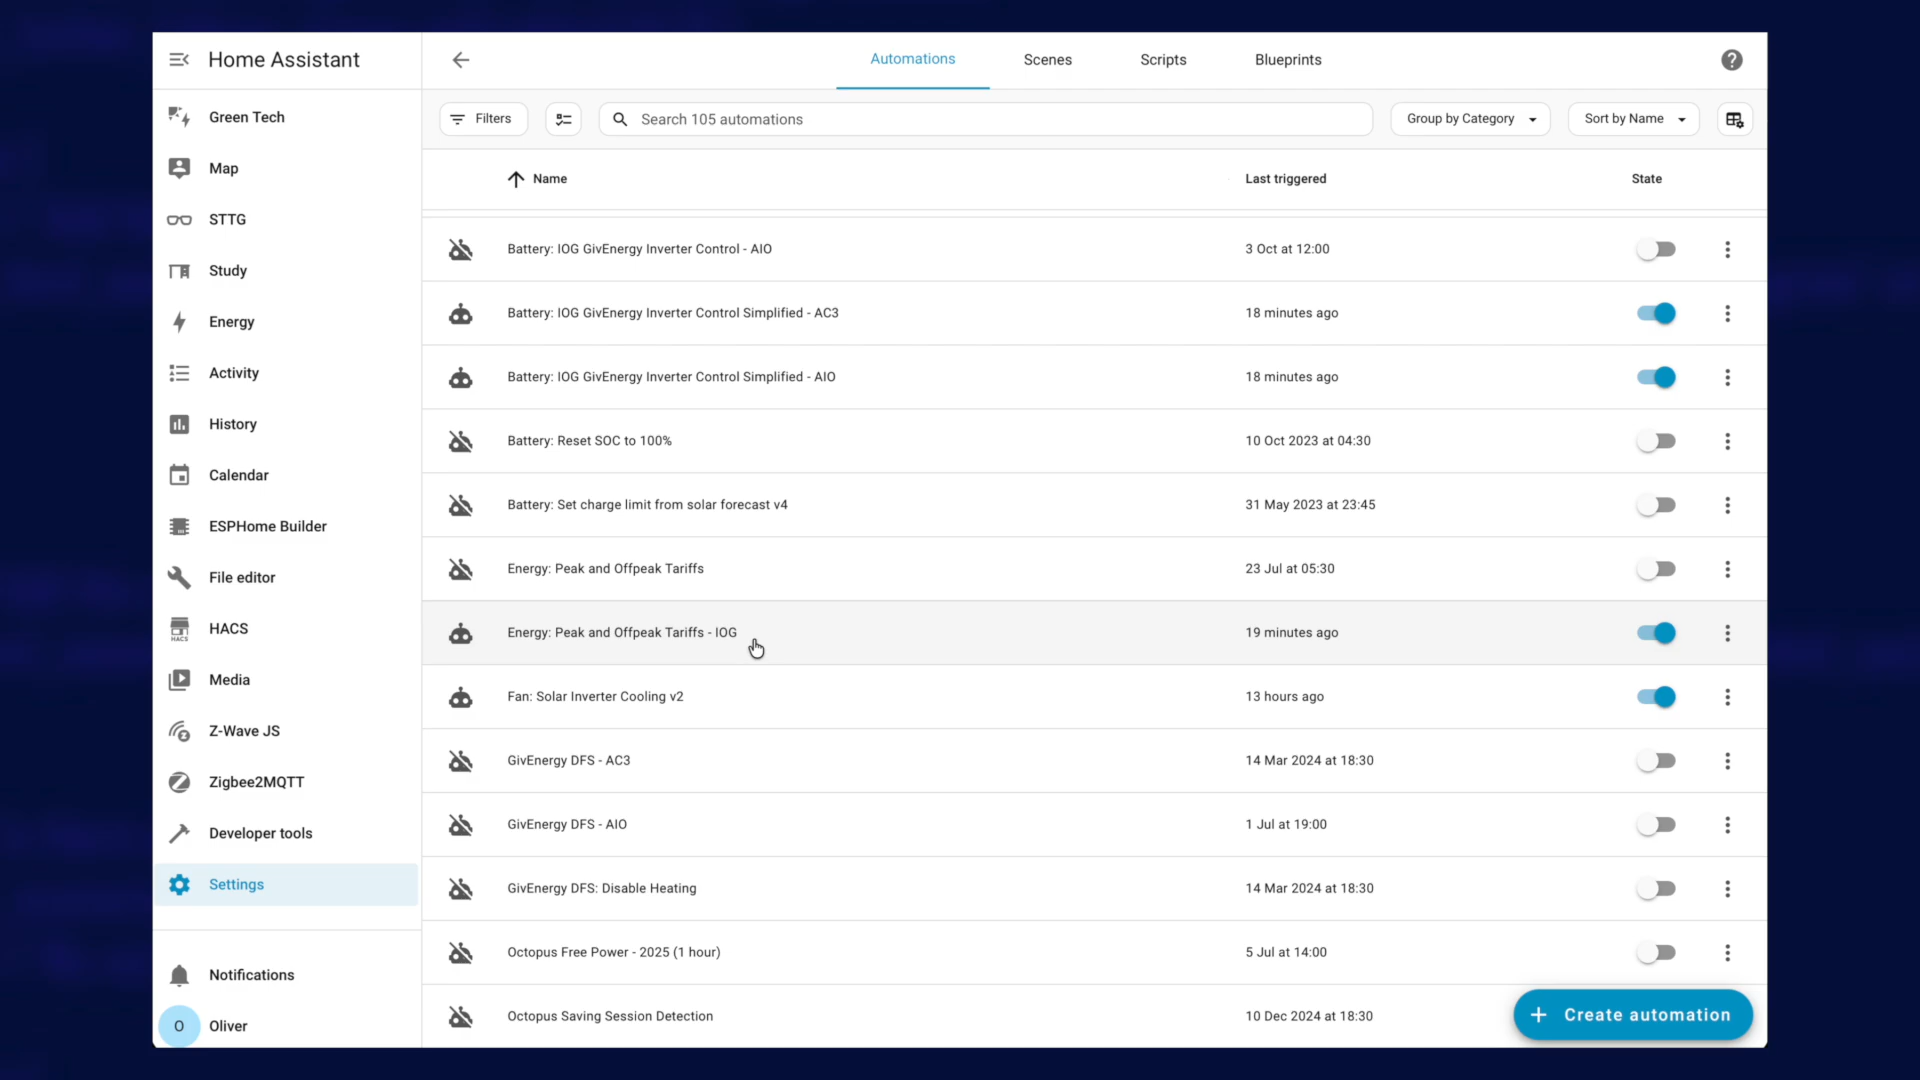 Home Assistant
Automations
Scenes
Scripts
Blueprints
Green Tech
Map
STTG
Study
Energy
Activity
History
Calendar
ESPHome Builder
File editor
HACS
HACS
Media
Z-Wave JS
Zigbee2MQTT
Developer tools
Settings
Notifications
O
Oliver
Filters
Search 105 automations
Group by Category
Sort by Name
Name
Last triggered
State
Battery: IOG GivEnergy Inverter Control - AIO
3 Oct at 12:00
Battery: IOG GivEnergy Inverter Control Simplified - AC3
18 minutes ago
Battery: IOG GivEnergy Inverter Control Simplified - AIO
18 minutes ago
Battery: Reset SOC to 100%
10 Oct 2023 at 04:30
Battery: Set charge limit from solar forecast v4
31 May 2023 at 23:45
Energy: Peak and Offpeak Tariffs
23 Jul at 05:30
Energy: Peak and Offpeak Tariffs - IOG
19 minutes ago
Fan: Solar Inverter Cooling v2
13 hours ago
GivEnergy DFS - AC3
14 Mar 2024 at 18:30
GivEnergy DFS - AIO
1 Jul at 19:00
GivEnergy DFS: Disable Heating
14 Mar 2024 at 18:30
Octopus Free Power - 2025 (1 hour)
5 Jul at 14:00
Octopus Saving Session Detection
10 Dec 2024 at 18:30
+ Create automation